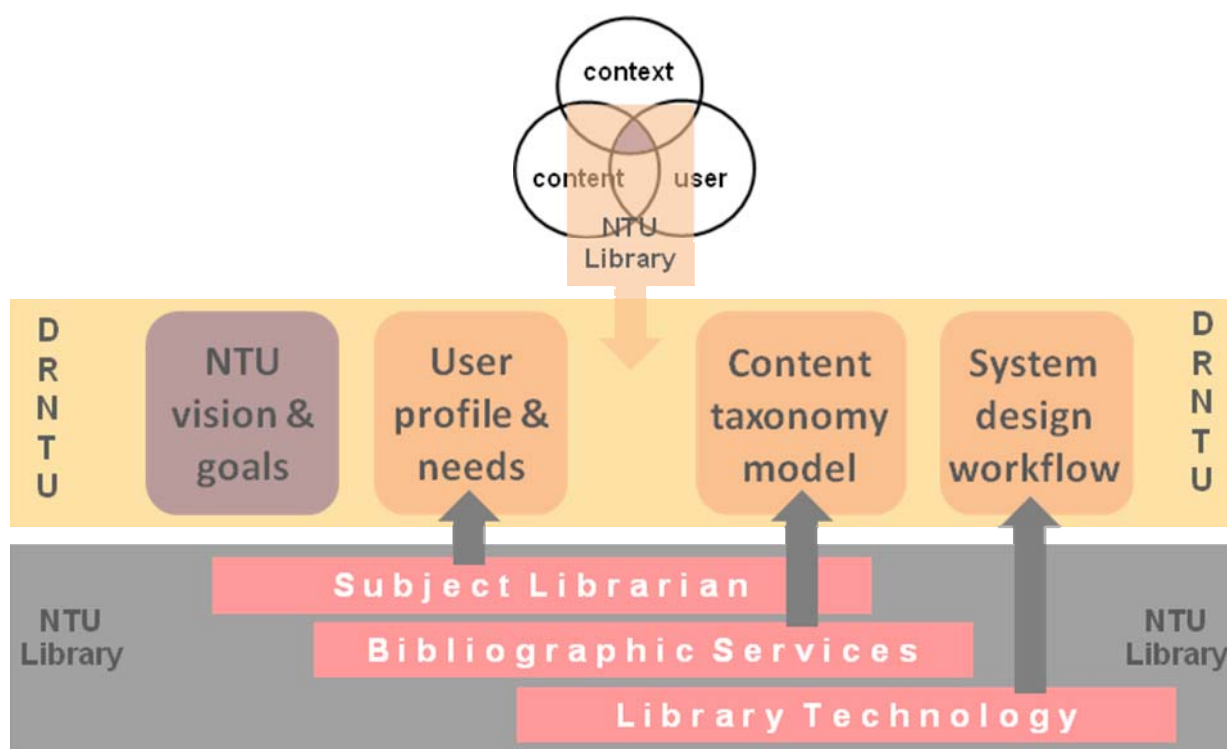 context
content
user
NTU
Library
D
R
N
T
U
NTU
vision &
goals
User
profile &
needs
Content
taxonomy
model
System
design
workflow
D
R
N
T
U
Subject Librarian
NTU
Library
Bibliographic Services
NTU
Library
Library Technology